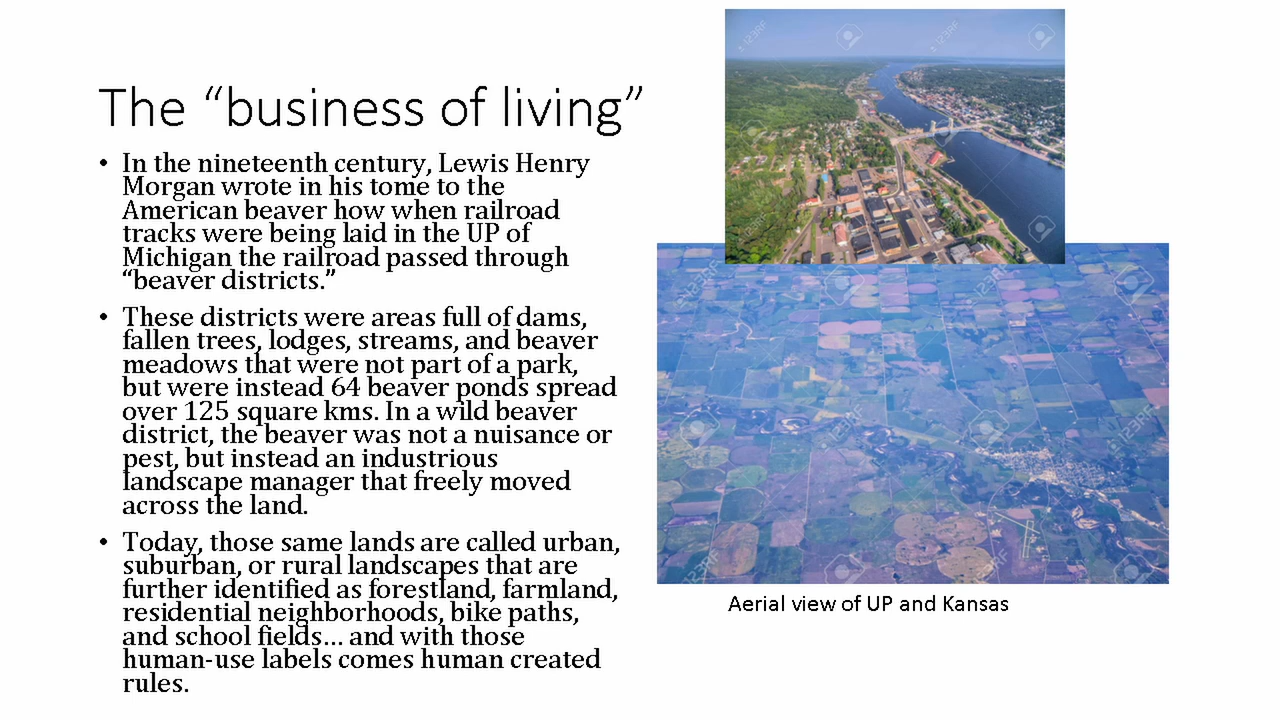 The “business of living”
• In the nineteenth century, Lewis Henry
Morgan wrote in his tome to the
American beaver how when railroad
tracks were being laid in the UP of
Michigan the railroad passed through
“beaver districts.”
• These districts were areas full of dams,
fallen trees, lodges, streams, and beaver
meadows that were not part of a park,
but were instead 64 beaver ponds spread
over 125 square kms. In a wild beaver
district, the beaver was not a nuisance or
pest, but instead an industrious
landscape manager that freely moved
across the land.
• Today, those same lands are called urban,
suburban, or rural landscapes that are
further identified as forestland, farmland,
residential neighborhoods, bike paths,
and school fields... and with those
human-use labels comes human created
rules.
123RF
123RF
123RF
123RF
123RF
123RF
Aerial view of UP and Kansas